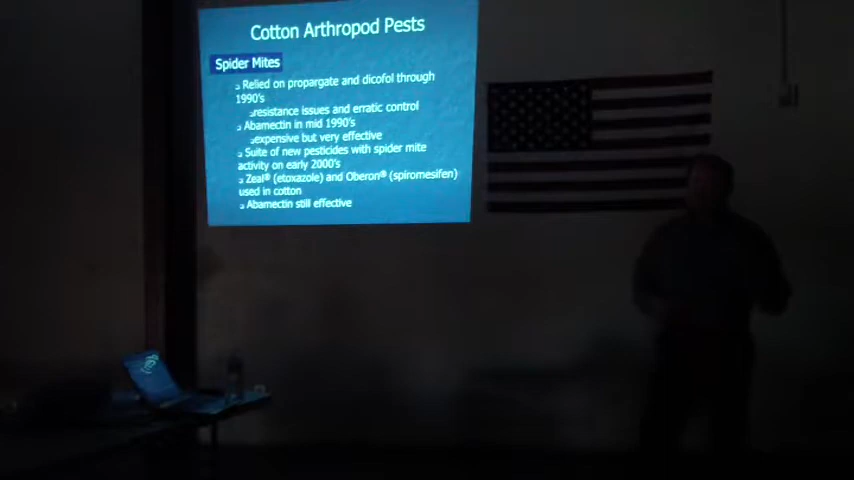 Cotton Arthropod Pests
Spider Mites
Relied on propargate and dicofol through
1990's
resistance issues and erratic control
Abamectin in mid 1990's
expensive but very effective
Suite of new pesticides with spider mite
activity on early 2000's
Zeal® (etoxazole) and Oberon® (spiromesifen)
used in cotton
Abamectin still effective